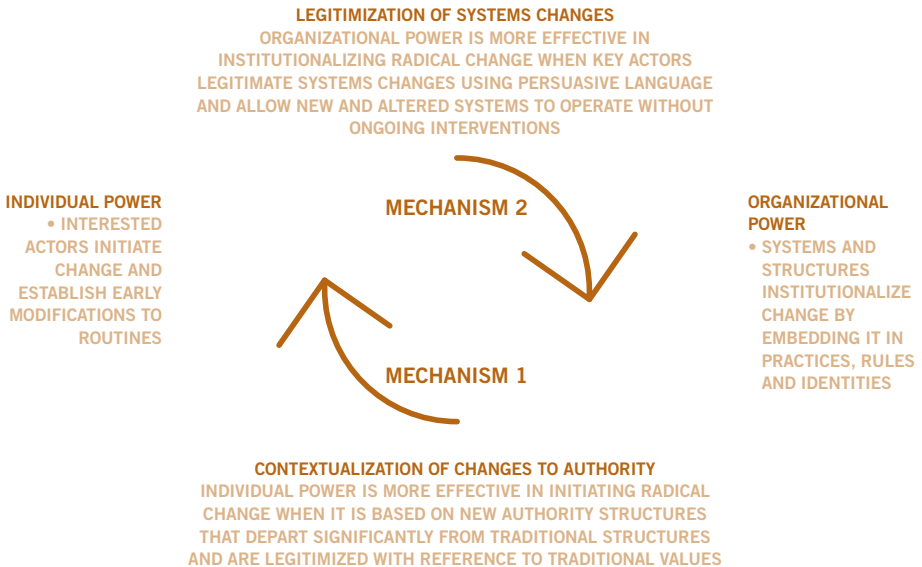 LEGITIMIZATION OF SYSTEMS CHANGES
ORGANIZATIONAL POWER IS MORE EFFECTIVE IN
INSTITUTIONALIZING RADICAL CHANGE WHEN KEY ACTORS
LEGITIMATE SYSTEMS CHANGES USING PERSUASIVE LANGUAGE
AND ALLOW NEW AND ALTERED SYSTEMS TO OPERATE WITHOUT
ONGOING INTERVENTIONS
INDIVIDUAL POWER
• INTERESTED
ACTORS INITIATE
CHANGE AND
ESTABLISH EARLY
MODIFICATIONS TO
ROUTINES
MECHANISM 2
MECHANISM 1
ORGANIZATIONAL
POWER
• SYSTEMS AND
STRUCTURES
INSTITUTIONALIZE
CHANGE BY
EMBEDDING IT IN
PRACTICES, RULES
AND IDENTITIES
CONTEXTUALIZATION OF CHANGES TO AUTHORITY
INDIVIDUAL POWER IS MORE EFFECTIVE IN INITIATING RADICAL
CHANGE WHEN IT IS BASED ON NEW AUTHORITY STRUCTURES
THAT DEPART SIGNIFICANTLY FROM TRADITIONAL STRUCTURES
AND ARE LEGITIMIZED WITH REFERENCE TO TRADITIONAL VALUES